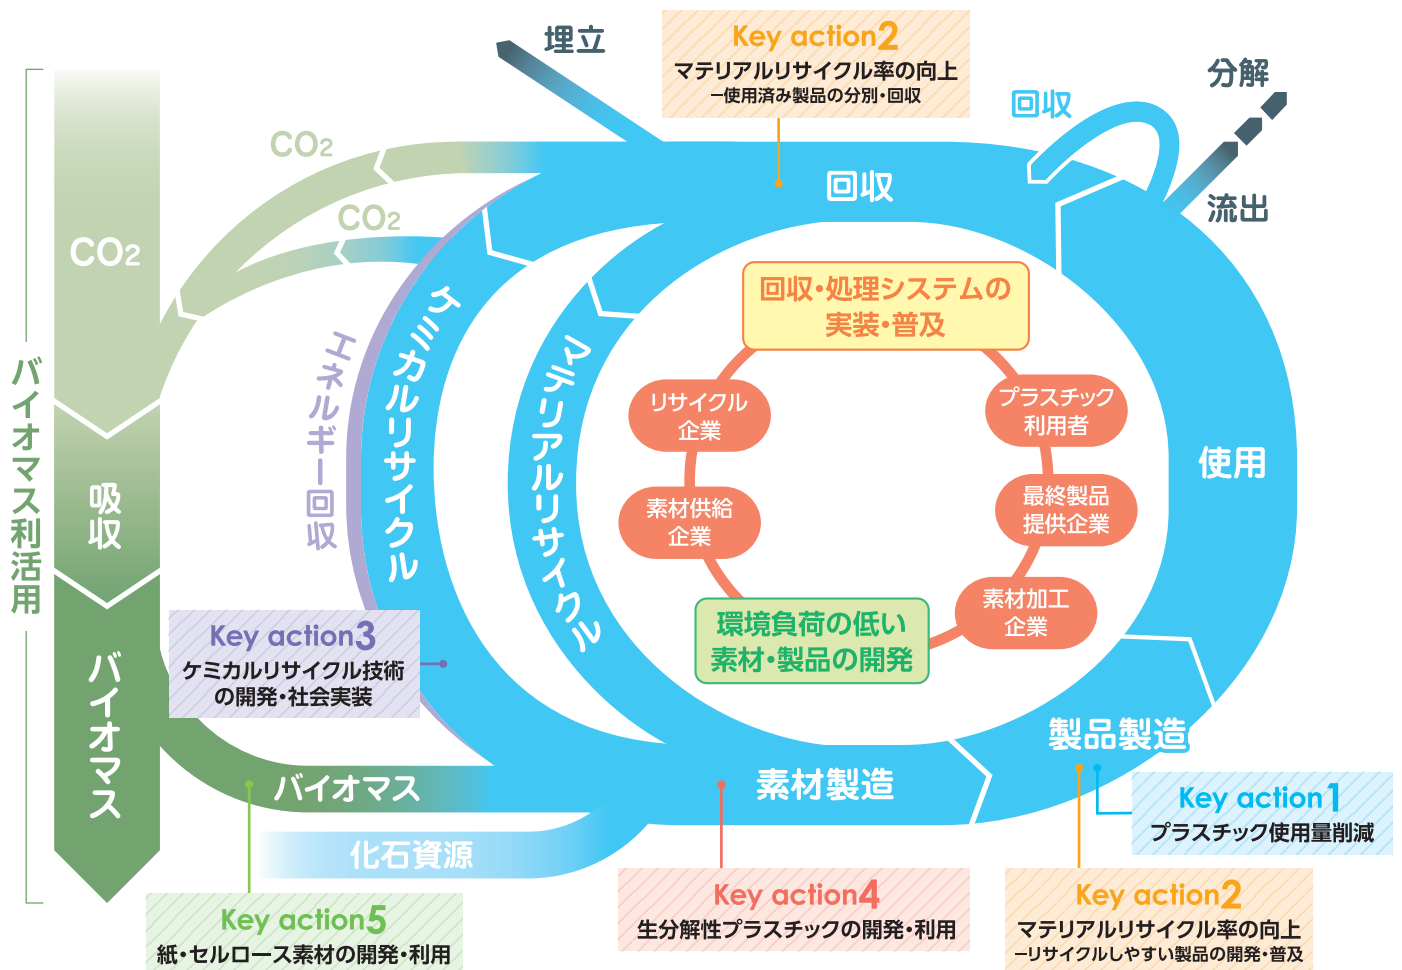 埋立
Key action2
マテリアルリサイクル率の向上
−使用済み製品の分別・回収
回収
分解
流出
CO2
CO2
CO2
回収
バイオマス利活用
吸収
バイオマス
エネルギー回収
ケミカルリサイクル
マテリアルリサイクル
回収・処理システムの
実装・普及
リサイクル
企業
プラスチック
利用者
素材供給
企業
最終製品
提供企業
素材加工
企業
環境負荷の低い
素材・製品の開発
使用
Key action3
ケミカルリサイクル技術
の開発・社会実装
製品製造
素材製造
バイオマス
化石資源
Key action1
プラスチック使用量削減
Key action5
紙・セルロース素材の開発・利用
Key action4
生分解性プラスチックの開発・利用
Key action2
マテリアルリサイクル率の向上
−リサイクルしやすい製品の開発・普及